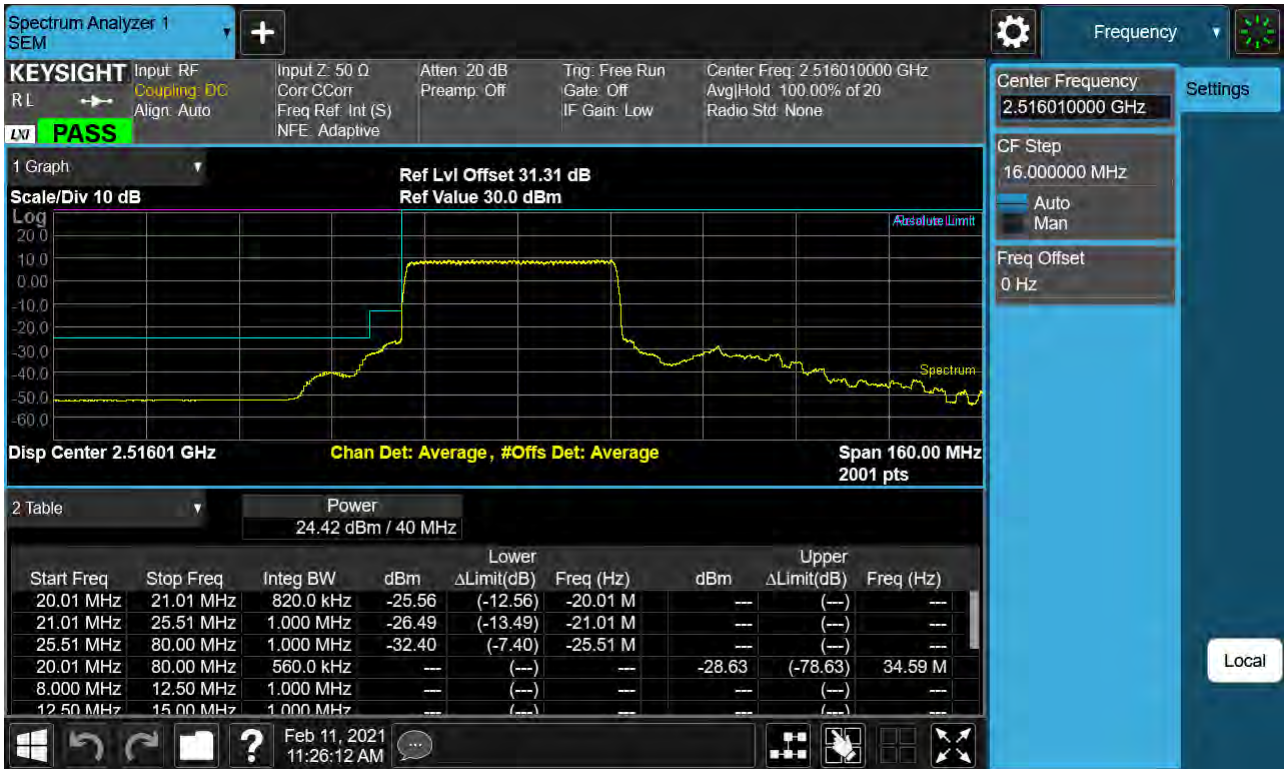 Spectrum Analyzer 1
SEM
+
Frequency
KEYSIGHT
R L
LXI PASS
Input: RF
Coupling: DC
Align: Auto
Input Z: 50 Ω
Corr CCorr
Freq Ref: Int (S)
NFE: Adaptive
Atten: 20 dB
Preamp: Off
Trig: Free Run
Gate: Off
IF Gain: Low
Center Freq: 2.516010000 GHz
Avg|Hold: 100.00% of 20
Radio Std: None
Center Frequency
2.516010000 GHz
Settings
CF Step
16.000000 MHz
Auto
Man
Freq Offset
0 Hz
Local
1 Graph
Scale/Div 10 dB
Ref Lvl Offset 31.31 dB
Ref Value 30.0 dBm
Log
20.0
10.0
0.00
-10.0
-20.0
-30.0
-40.0
-50.0
-60.0
Limit
Spectrum
Disp Center 2.51601 GHz
Chan Det: Average, #Offs Det: Average
Span 160.00 MHz
2001 pts
2 Table
Power
24.42 dBm / 40 MHz
Lower Upper
Start Freq Stop Freq Integ BW dBm ΔLimit(dB) Freq (Hz) dBm ΔLimit(dB) Freq (Hz)
20.01 MHz 21.01 MHz 820.0 kHz -25.56 (-12.56) -20.01 M --- (---) ---
21.01 MHz 25.51 MHz 1.000 MHz -26.49 (-13.49) -21.01 M --- (---) ---
25.51 MHz 80.00 MHz 1.000 MHz -32.40 (-7.40) -25.51 M --- (---) ---
20.01 MHz 80.00 MHz 560.0 kHz --- (---) --- -28.63 (-78.63) 34.59 M
8.000 MHz 12.50 MHz 1.000 MHz --- (---) --- --- (---) ---
12.50 MHz 15.00 MHz 1.000 MHz --- (---) --- --- (---) ---
?
Feb 11, 2021
11:26:12 AM